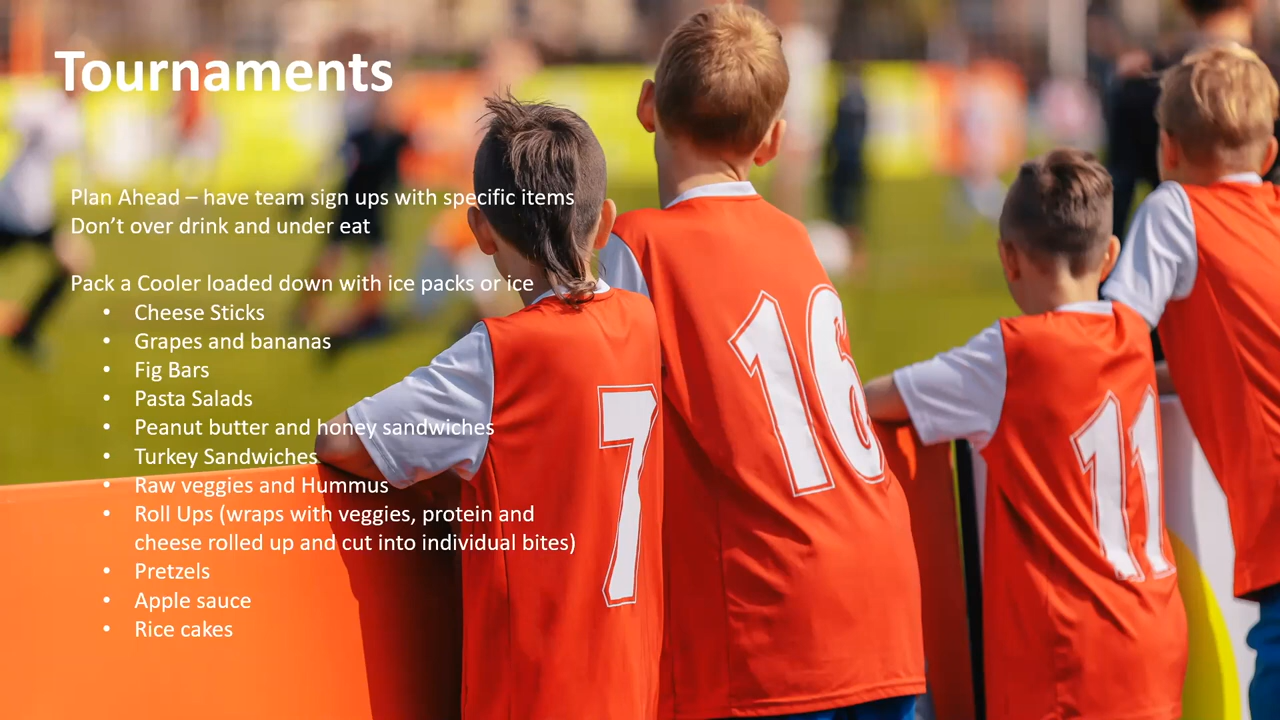 Tournaments
Plan Ahead – have team sign ups with specific items
Don’t over drink and under eat
Pack a Cooler loaded down with ice packs or ice
• Cheese Sticks
• Grapes and bananas
• Fig Bars
• Pasta Salads
• Peanut butter and honey sandwiches
• Turkey Sandwiches
• Raw veggies and Hummus
• Roll Ups (wraps with veggies, protein and
cheese rolled up and cut into individual bites)
• Pretzels
• Apple sauce
• Rice cakes
7
16
11